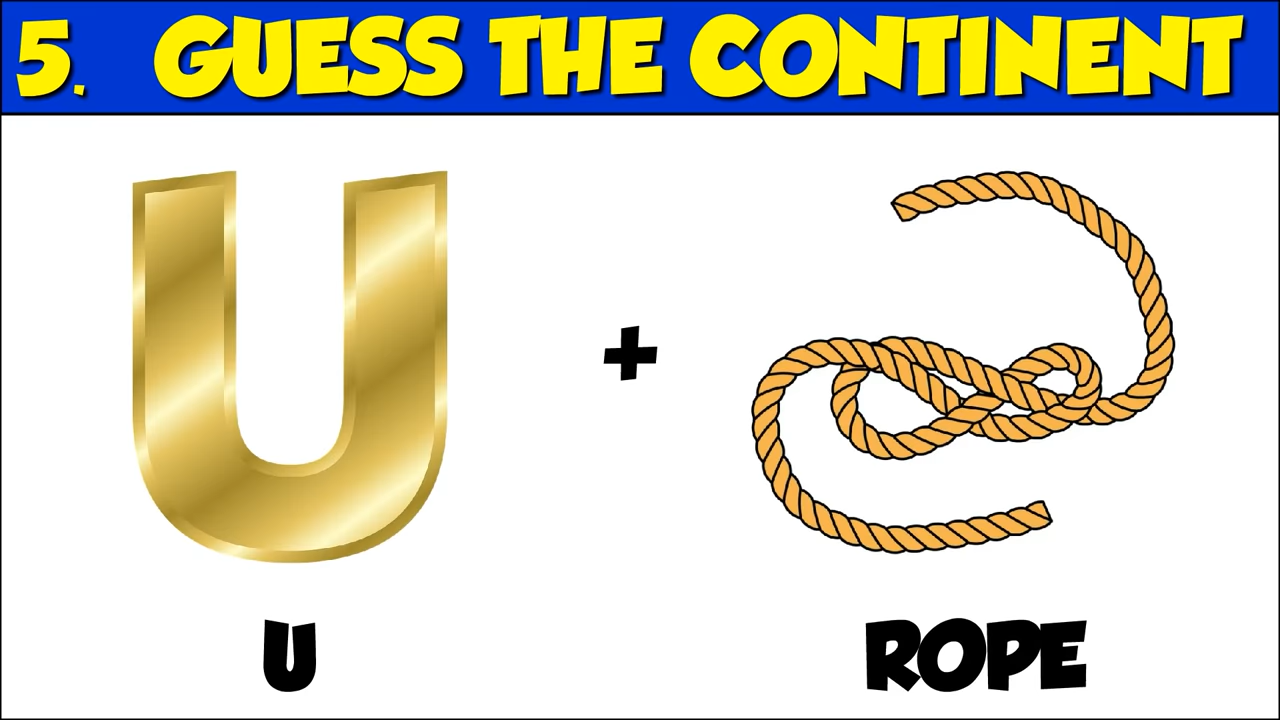 5. GUESS THE CONTINENT
U + 
U ROPE